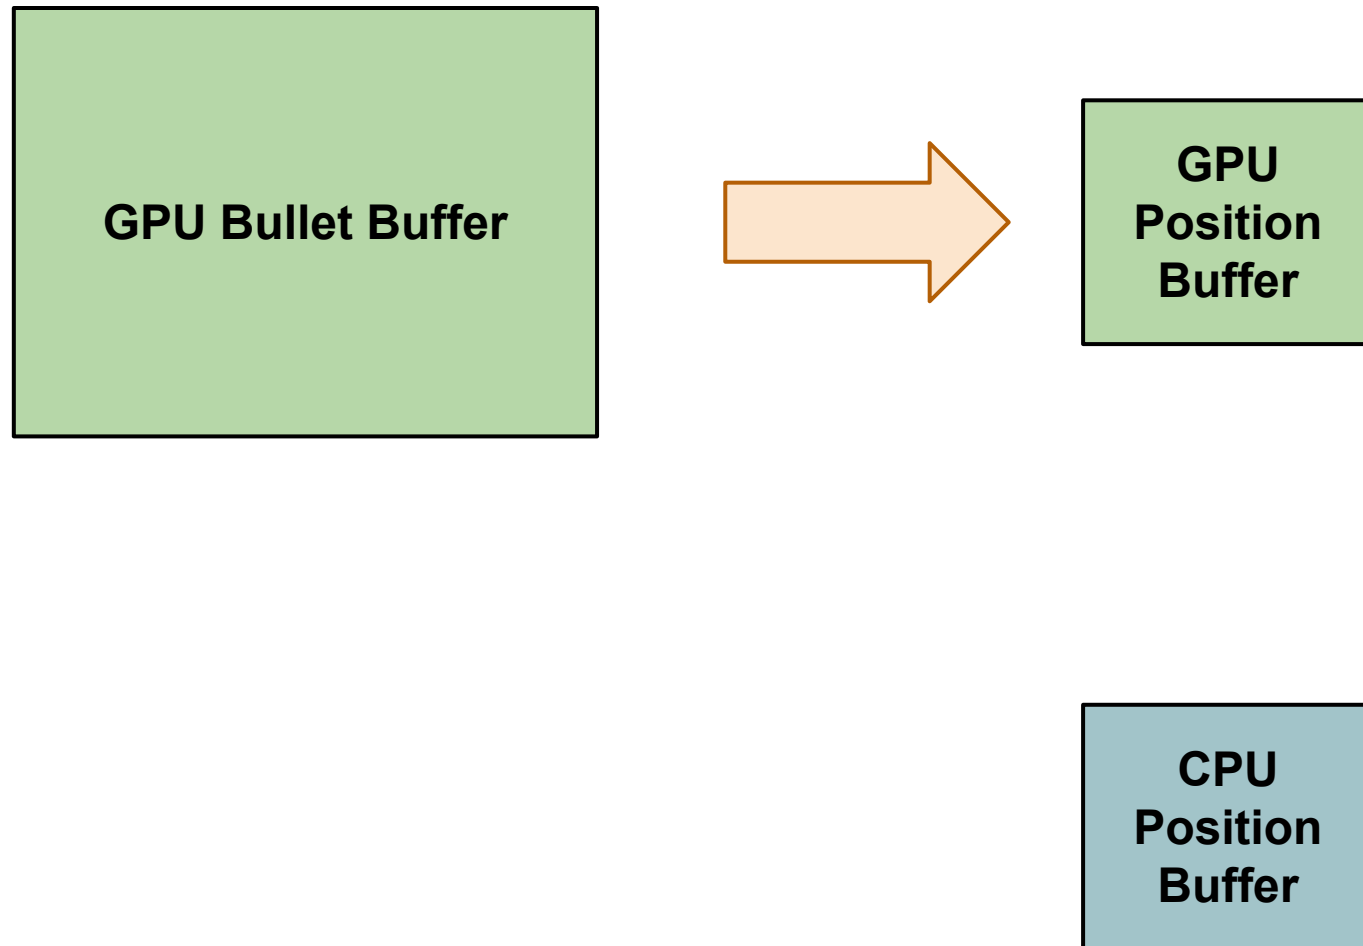 GPU Bullet Buffer
GPU
Position
Buffer
CPU
Position
Buffer